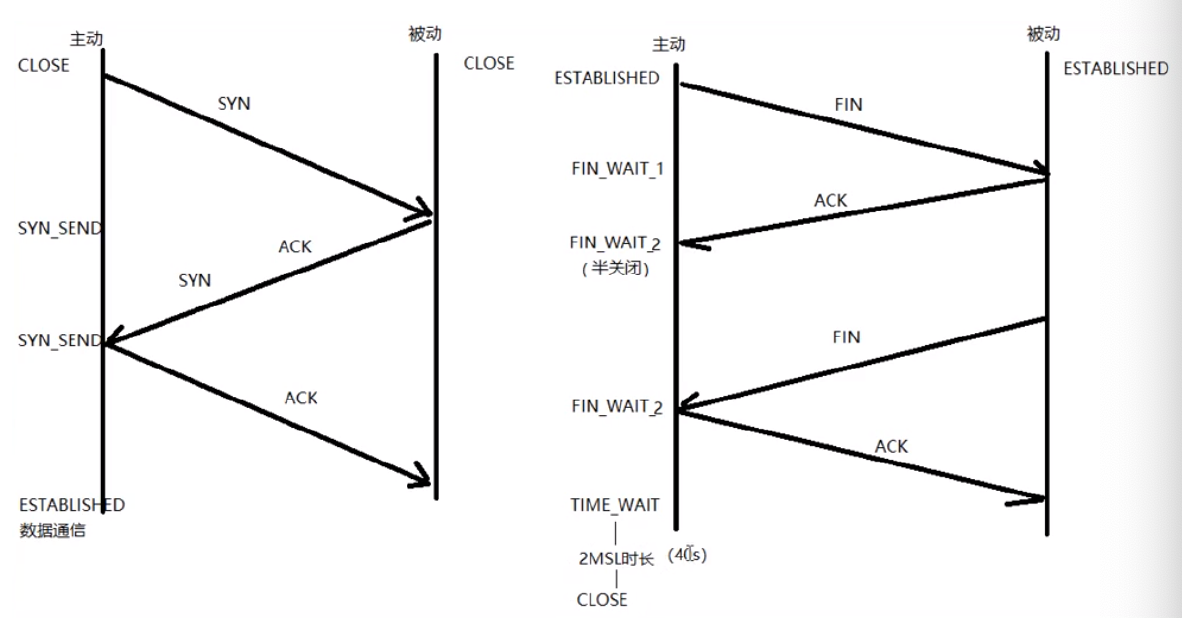 主动
被动
CLOSE
CLOSE
SYN
SYN_SEND
ACK
SYN
SYN_SEND
ACK
ESTABLISHED
数据通信
主动
被动
ESTABLISHED
ESTABLISHED
FIN
FIN_WAIT_1
ACK
FIN_WAIT_2
(半关闭)
FIN
FIN_WAIT_2
ACK
TIME_WAIT
2MSL时长 (40s)
CLOSE